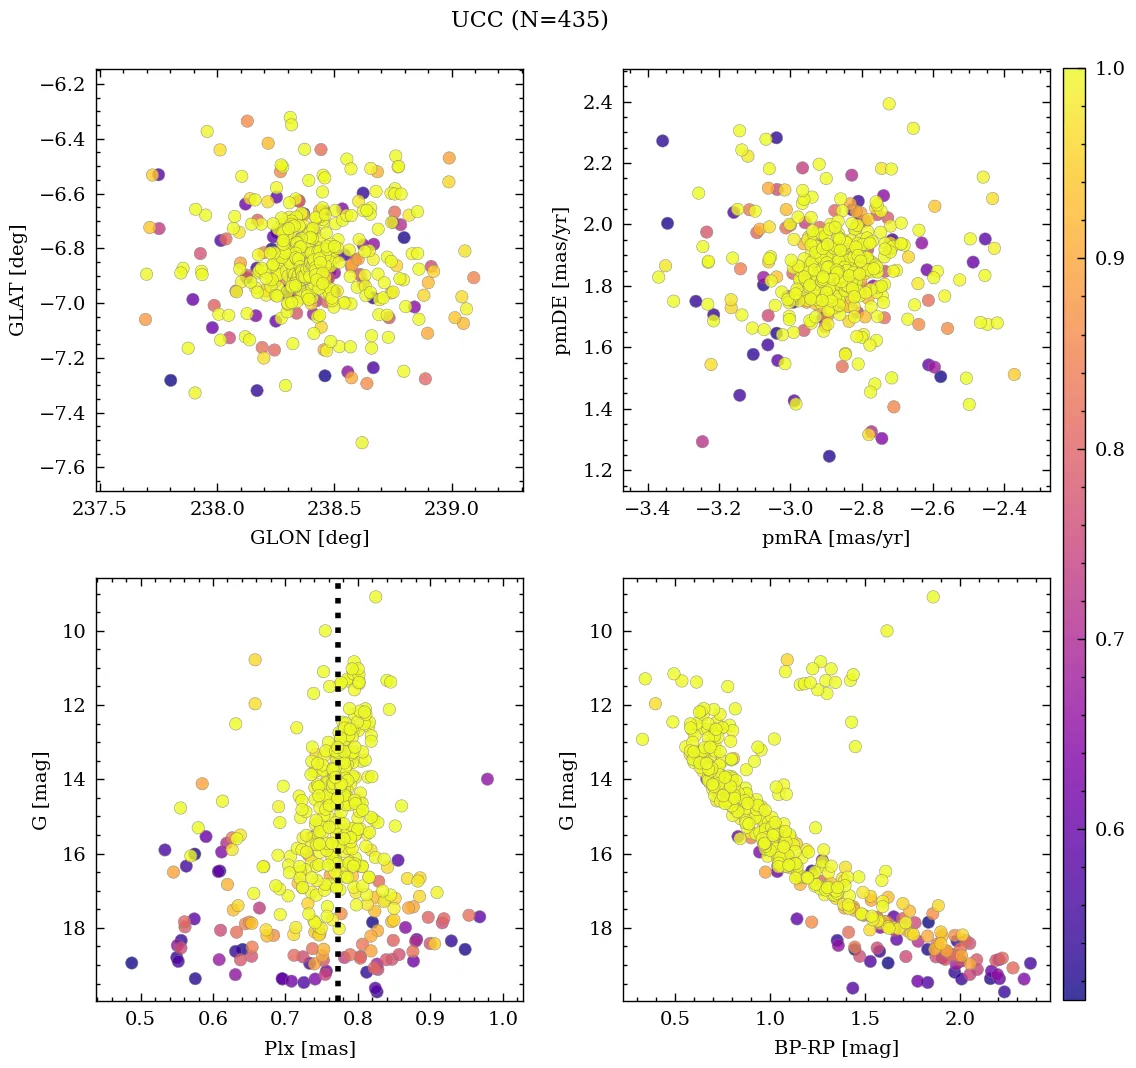 UCC (N=435)
−6.2
−6.4
−6.6
−6.8
−7.0
−7.2
−7.4
−7.6
GLAT [deg]
237.5 238.0 238.5 239.0
GLON [deg]
2.4
2.2
2.0
1.8
1.6
1.4
1.2
pmDE [mas/yr]
−3.4 −3.2 −3.0 −2.8 −2.6 −2.4
pmRA [mas/yr]
1.0
0.9
0.8
0.7
0.6
10
12
14
16
18
G [mag]
0.5 0.6 0.7 0.8 0.9 1.0
Plx [mas]
10
12
14
16
18
G [mag]
0.5 1.0 1.5 2.0
BP-RP [mag]